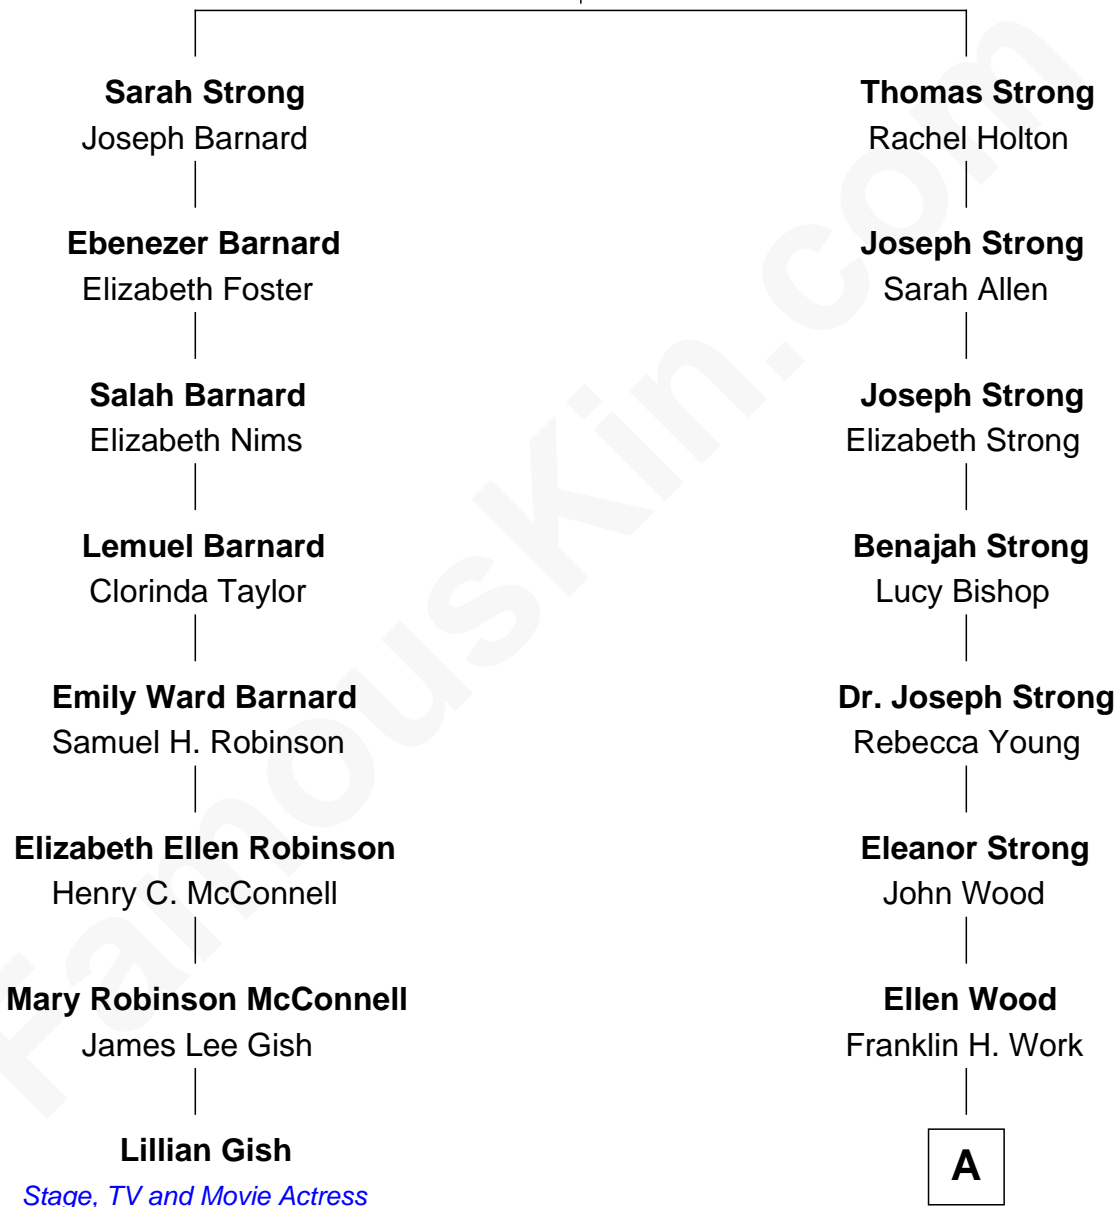 Sarah Strong
Joseph Barnard
Thomas Strong
Rachel Holton
Ebenezer Barnard
Elizabeth Foster
Joseph Strong
Sarah Allen
Salah Barnard
Elizabeth Nims
Joseph Strong
Elizabeth Strong
Lemuel Barnard
Clorinda Taylor
Benajah Strong
Lucy Bishop
Emily Ward Barnard
Samuel H. Robinson
Dr. Joseph Strong
Rebecca Young
Elizabeth Ellen Robinson
Henry C. McConnell
Eleanor Strong
John Wood
Mary Robinson McConnell
James Lee Gish
Ellen Wood
Franklin H. Work
Lillian Gish
Stage, TV and Movie Actress
A
FamousKin.com